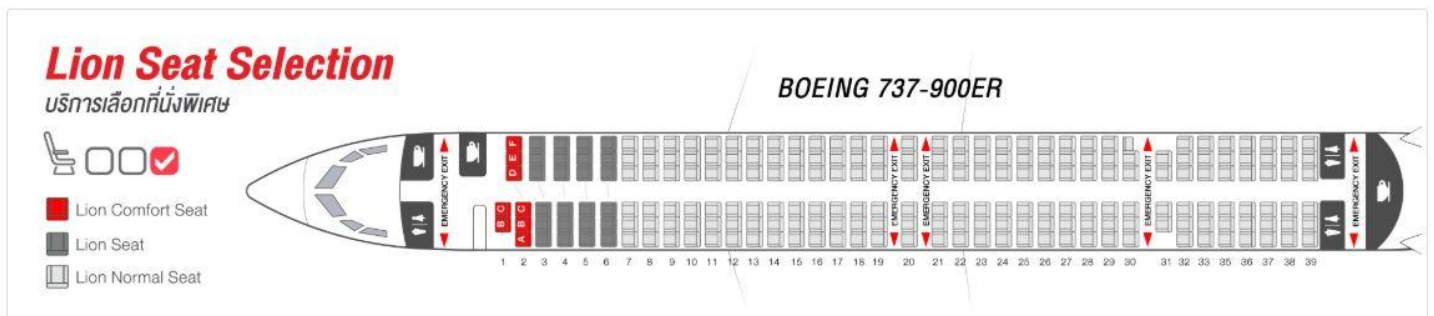 Lion Seat Selection
บริการเลือกที่นั่งพิเศษ
BOEING 737-900ER
Lion Comfort Seat
Lion Seat
Lion Normal Seat
EMERGENCY EXIT
D E F
B C
A B C
EMERGENCY EXIT
EMERGENCY EXIT
EMERGENCY EXIT
EMERGENCY EXIT
1 2 3 4 5 6 7 8 9 10 11 12 13 14 15 16 17 18 19 20 21 22 23 24 25 26 27 28 29 30 31 32 33 35 36 37 38 39